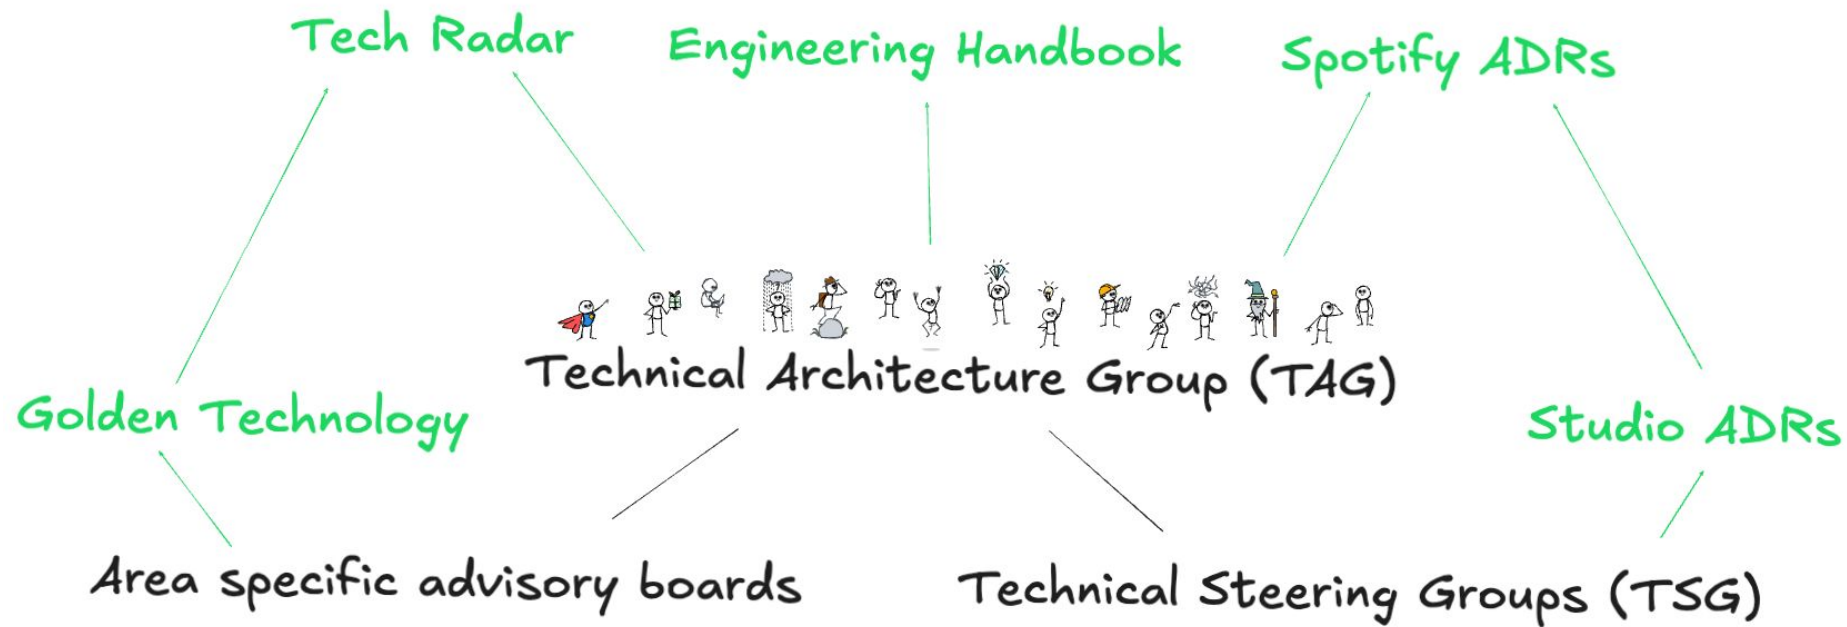 Tech Radar
Engineering Handbook
Spotify ADRs
Technical Architecture Group (TAG)
Golden Technology
Studio ADRs
Area specific advisory boards
Technical Steering Groups (TSG)